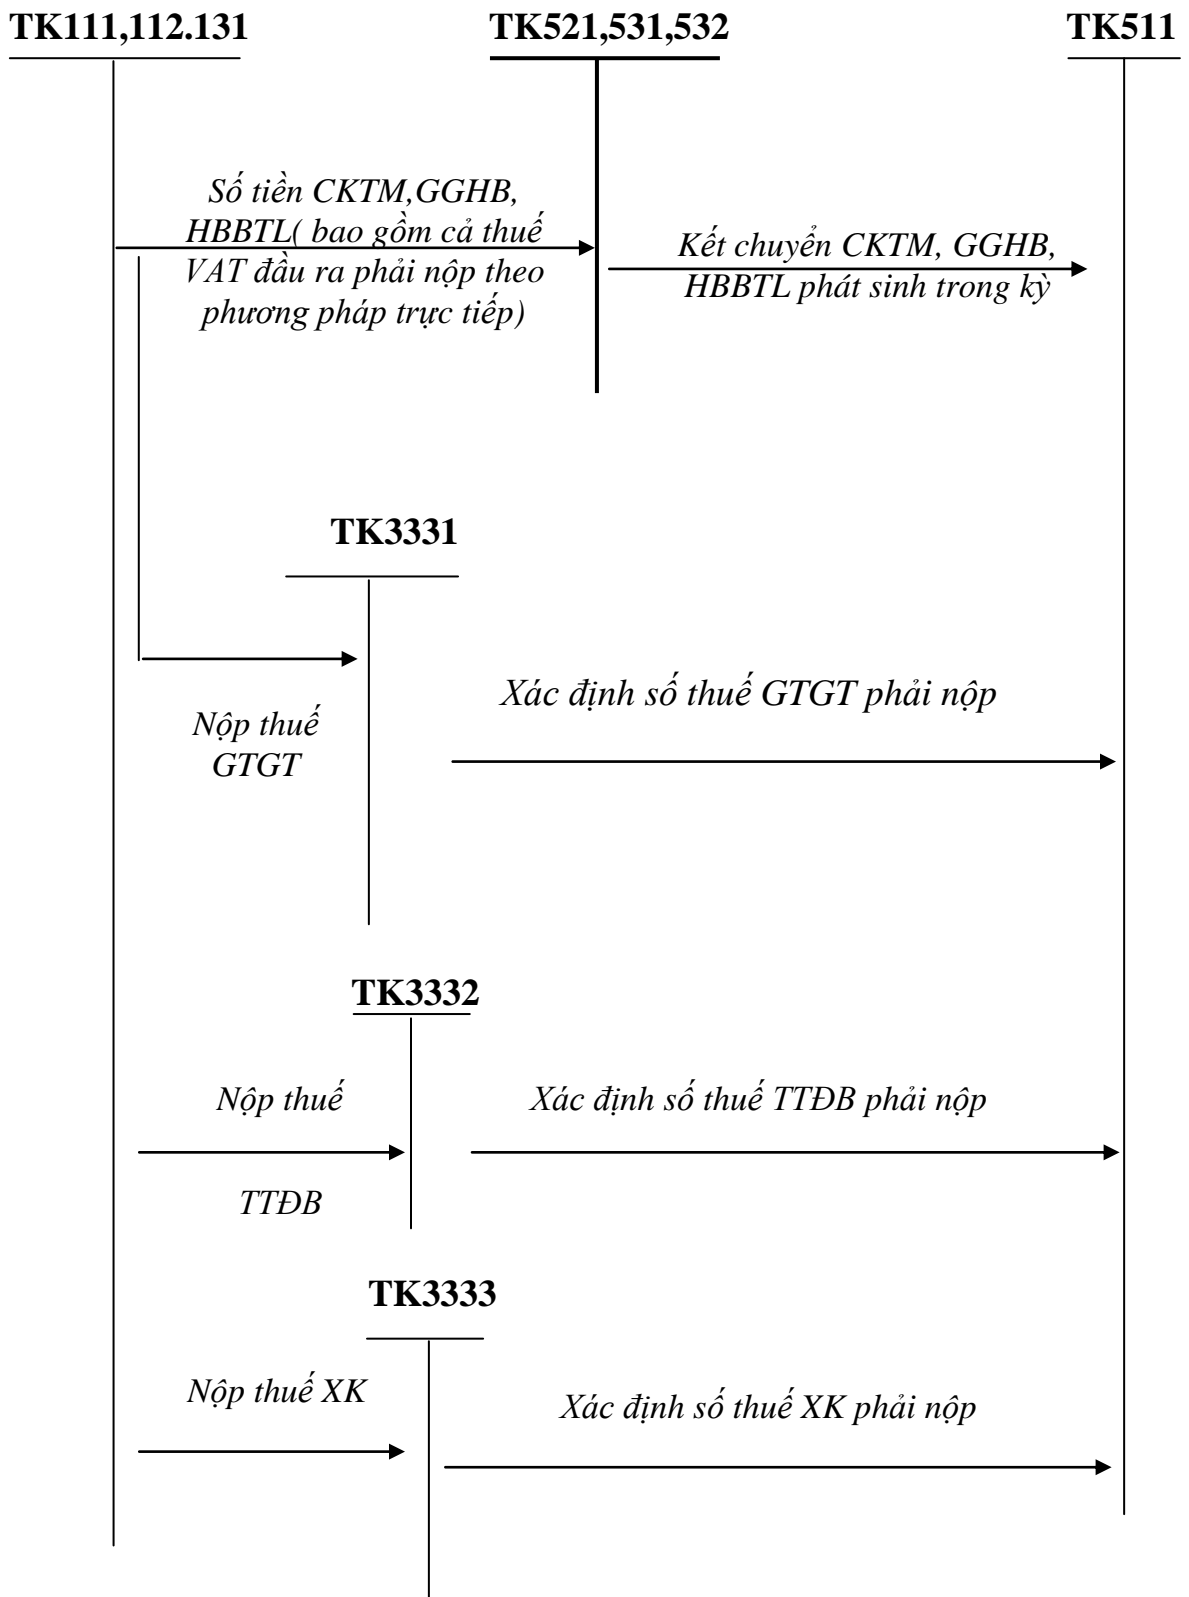 TK111,112.131 TK521,531,532 TK511
Số tiền CKTM,GGHB,
HBBTL( bao gồm cả thuế
VAT đầu ra phải nộp theo
phương pháp trực tiếp)
Kết chuyển CKTM, GGHB,
HBBTL phát sinh trong kỳ
TK3331
Nộp thuế
GTGT
Xác định số thuế GTGT phải nộp
TK3332
Nộp thuế
TTĐB
Xác định số thuế TTĐB phải nộp
TK3333
Nộp thuế XK
Xác định số thuế XK phải nộp